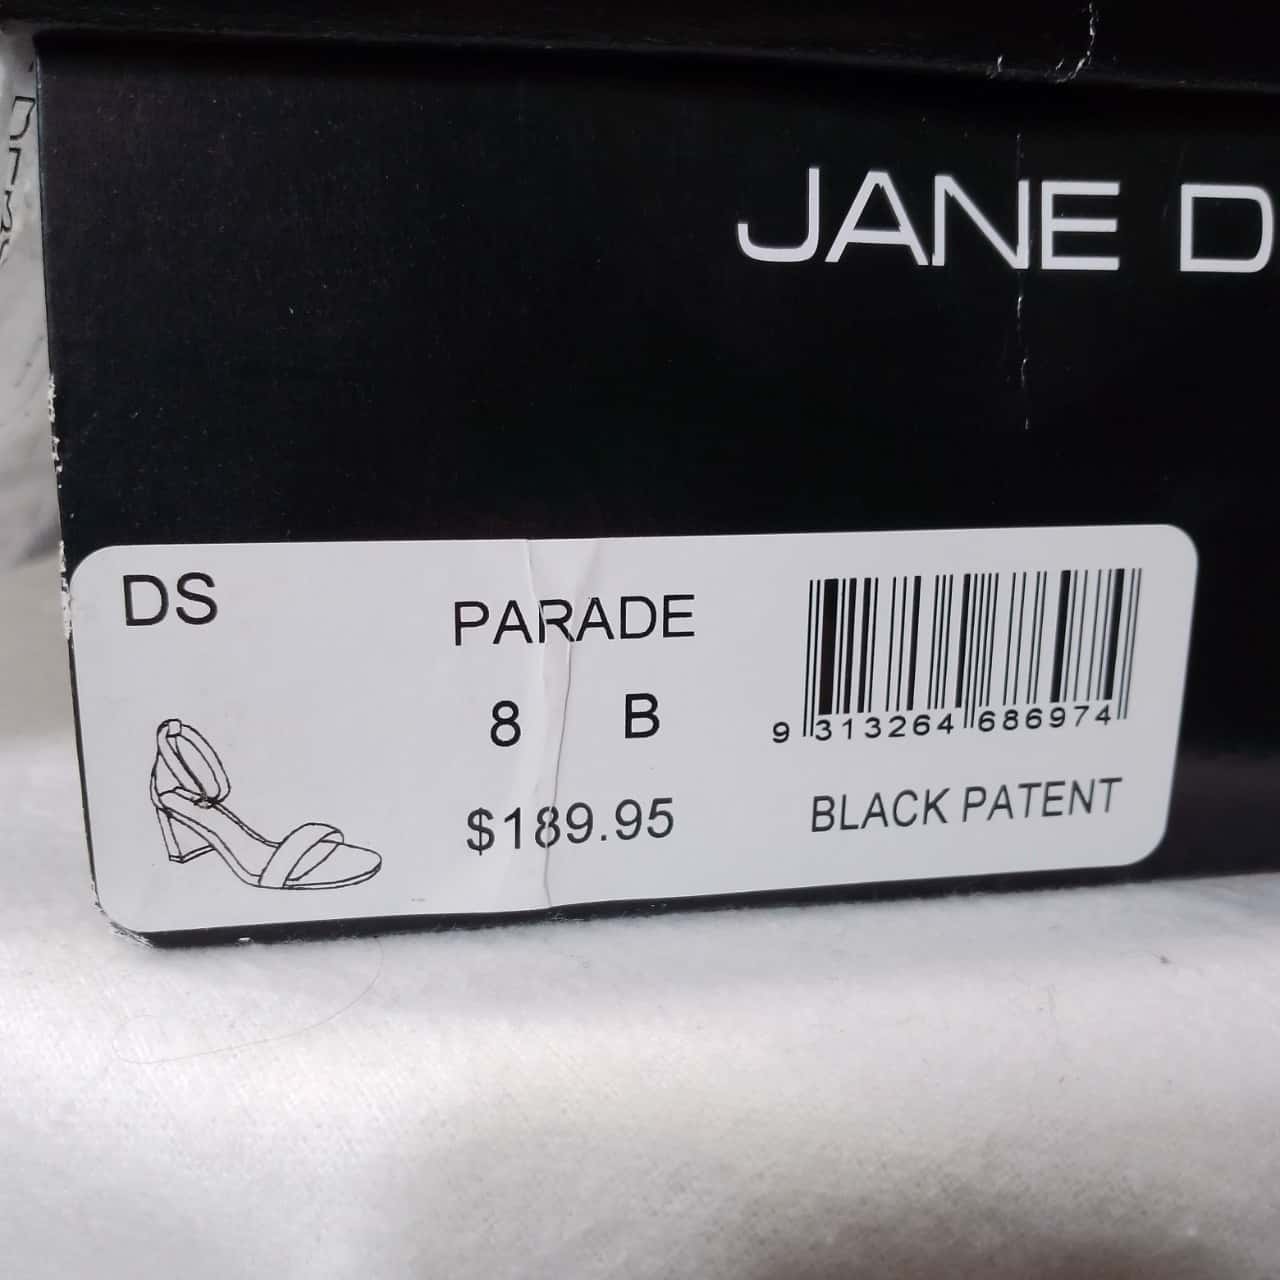 JANE D
DS
PARADE
8 B
$189.95
9 313264 686974
BLACK PATENT